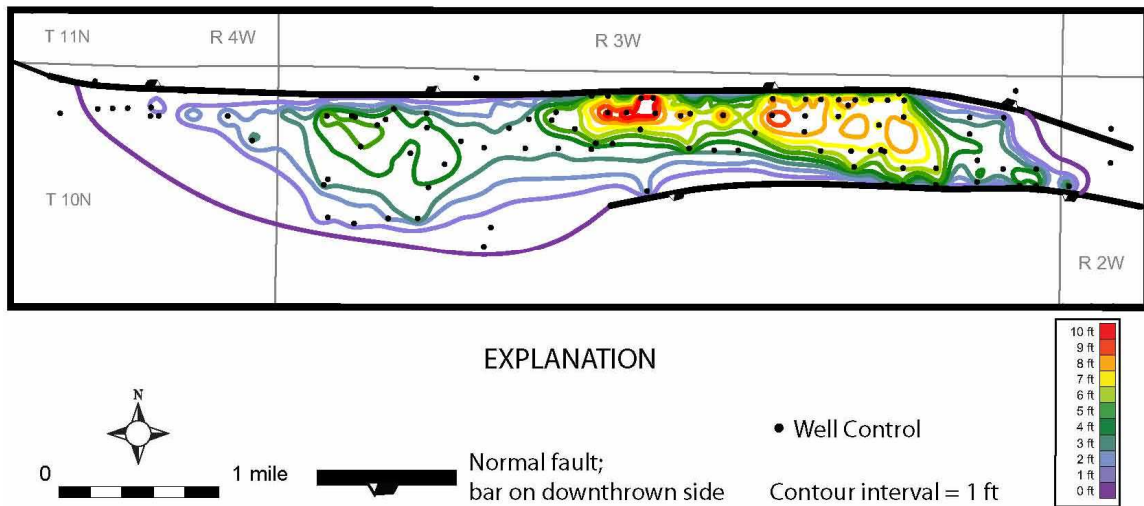 T 11N
R 4W
R 3W
T 10N
R 2W
EXPLANATION
N
0
1 mile
Normal fault;
bar on downthrown side
Well Control
Contour interval = 1 ft
10 ft
9 ft
8 ft
7 ft
6 ft
5 ft
4 ft
3 ft
2 ft
1 ft
0 ft